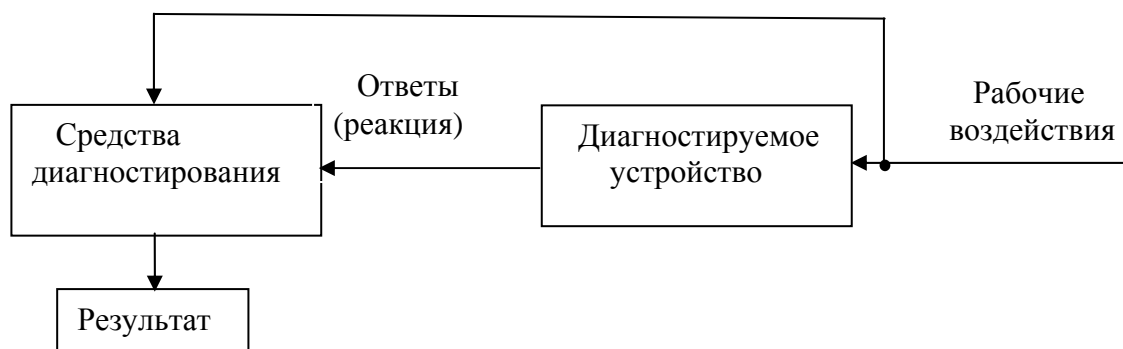 Ответы
(реакция)
Рабочие
воздействия
Средства
диагностирования
Диагностируемое
устройство
Результат